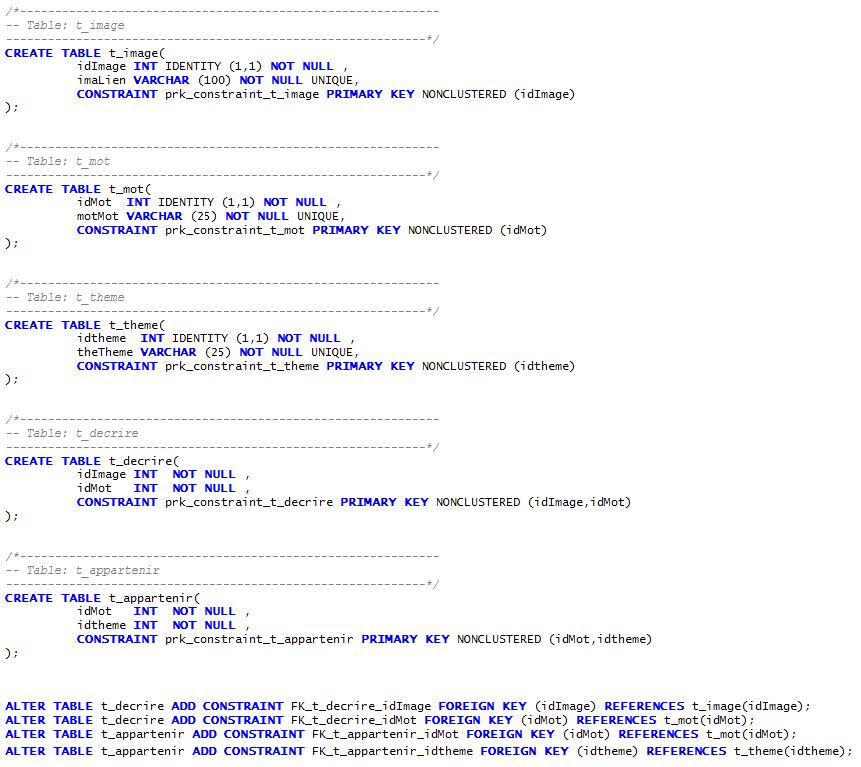 /*------------------------------------------------------------
-- Table: t_image
------------------------------------------------------------*/
CREATE TABLE t_image(
	idImage INT IDENTITY (1,1) NOT NULL ,
	imaLien VARCHAR (100) NOT NULL UNIQUE,
	CONSTRAINT prk_constraint_t_image PRIMARY KEY NONCLUSTERED (idImage)
);
/*------------------------------------------------------------
-- Table: t_mot
------------------------------------------------------------*/
CREATE TABLE t_mot(
	idMot  INT IDENTITY (1,1) NOT NULL ,
	motMot VARCHAR (25) NOT NULL UNIQUE,
	CONSTRAINT prk_constraint_t_mot PRIMARY KEY NONCLUSTERED (idMot)
);
/*------------------------------------------------------------
-- Table: t_theme
------------------------------------------------------------*/
CREATE TABLE t_theme(
	idtheme  INT IDENTITY (1,1) NOT NULL ,
	theTheme VARCHAR (25) NOT NULL UNIQUE,
	CONSTRAINT prk_constraint_t_theme PRIMARY KEY NONCLUSTERED (idtheme)
);
/*------------------------------------------------------------
-- Table: t_decrire
------------------------------------------------------------*/
CREATE TABLE t_decrire(
	idImage INT  NOT NULL ,
	idMot   INT  NOT NULL ,
	CONSTRAINT prk_constraint_t_decrire PRIMARY KEY NONCLUSTERED (idImage,idMot)
);
/*------------------------------------------------------------
-- Table: t_appartenir
------------------------------------------------------------*/
CREATE TABLE t_appartenir(
	idMot   INT  NOT NULL ,
	idtheme INT  NOT NULL ,
	CONSTRAINT prk_constraint_t_appartenir PRIMARY KEY NONCLUSTERED (idMot,idtheme)
);
ALTER TABLE t_decrire ADD CONSTRAINT FK_t_decrire_idImage FOREIGN KEY (idImage) REFERENCES t_image(idImage);
ALTER TABLE t_decrire ADD CONSTRAINT FK_t_decrire_idMot FOREIGN KEY (idMot) REFERENCES t_mot(idMot);
ALTER TABLE t_appartenir ADD CONSTRAINT FK_t_appartenir_idMot FOREIGN KEY (idMot) REFERENCES t_mot(idMot);
ALTER TABLE t_appartenir ADD CONSTRAINT FK_t_appartenir_idtheme FOREIGN KEY (idtheme) REFERENCES t_theme(idtheme);